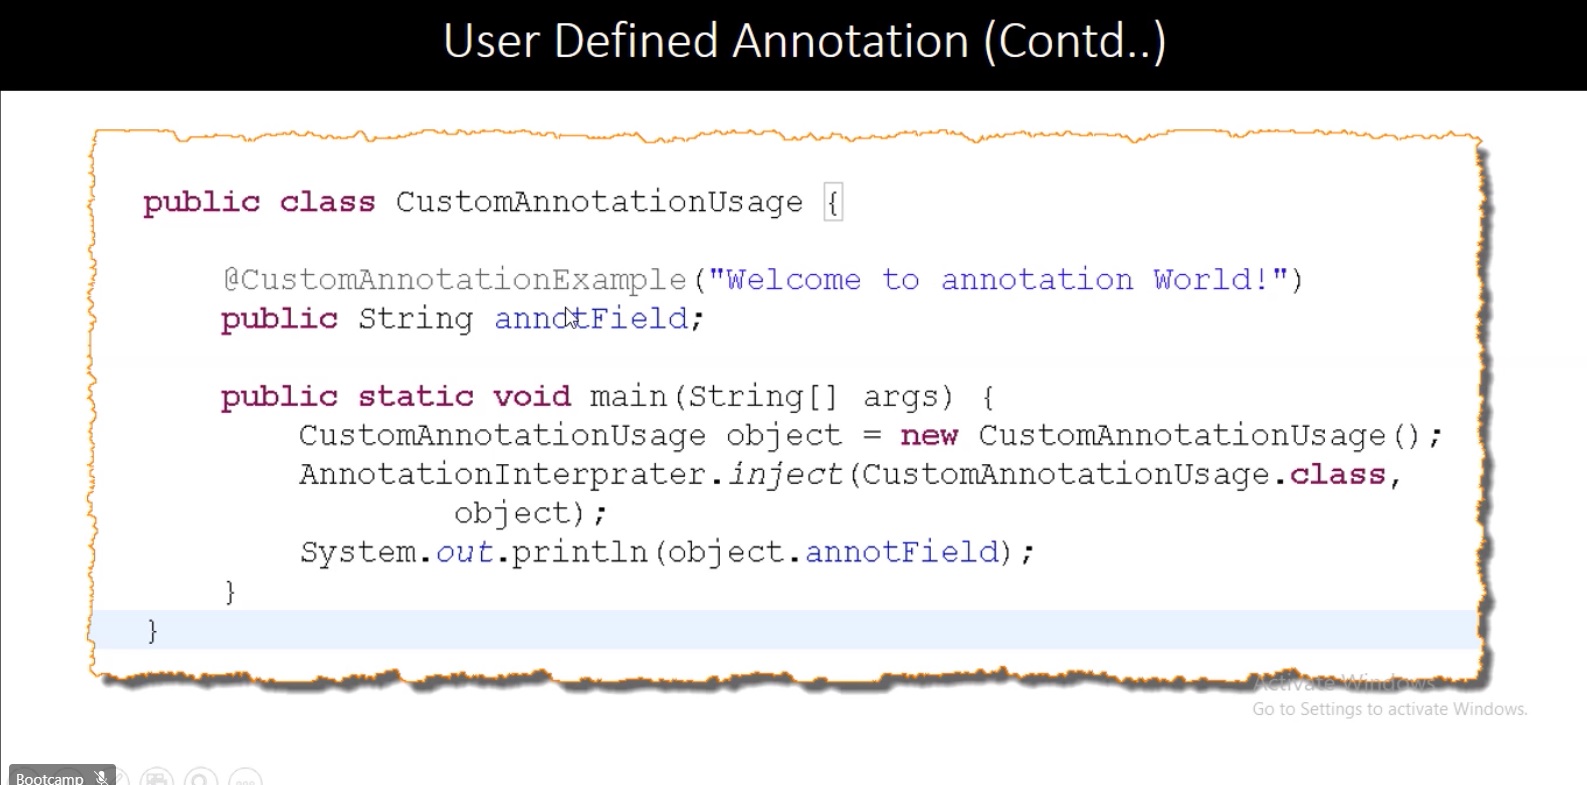 User Defined Annotation (Contd..)
public class CustomAnnotationUsage {
@CustomAnnotationExample("Welcome to annotation World!")
public String annotField;
public static void main(String[] args) {
CustomAnnotationUsage object = new CustomAnnotationUsage();
AnnotationInterprater.inject(CustomAnnotationUsage.class,
object);
System.out.println(object.annotField);
}
}
Activate Windows
Go to Settings to activate Windows.
Bootcamp